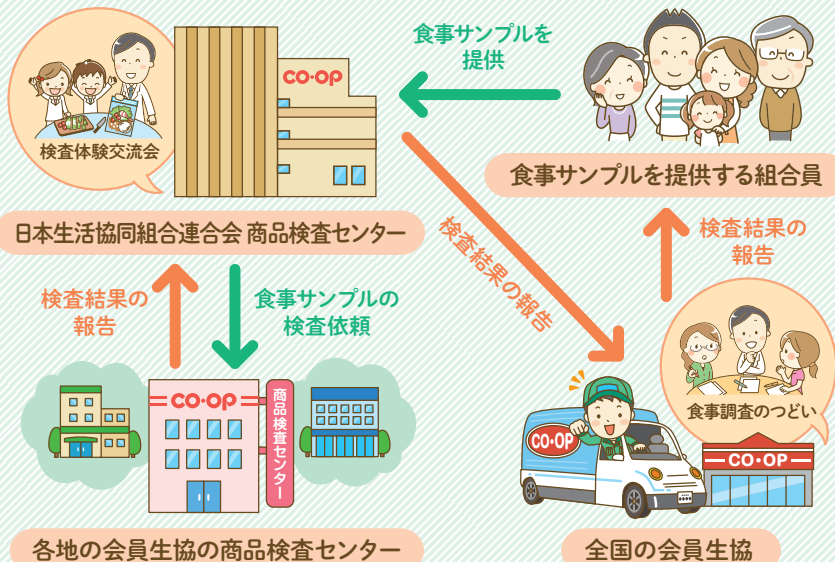 食事サンプルを
提供
co・op
検査体験交流会
食事サンプルを提供する組合員
日本生活協同組合連合会 商品検査センター
検査結果の報告
検査結果の
報告
検査結果の
報告
食事サンプルの
検査依頼
食事調査のつどい
co・op
商品検査センター
CO・OP
CO・OP
各地の会員生協の商品検査センター
全国の会員生協